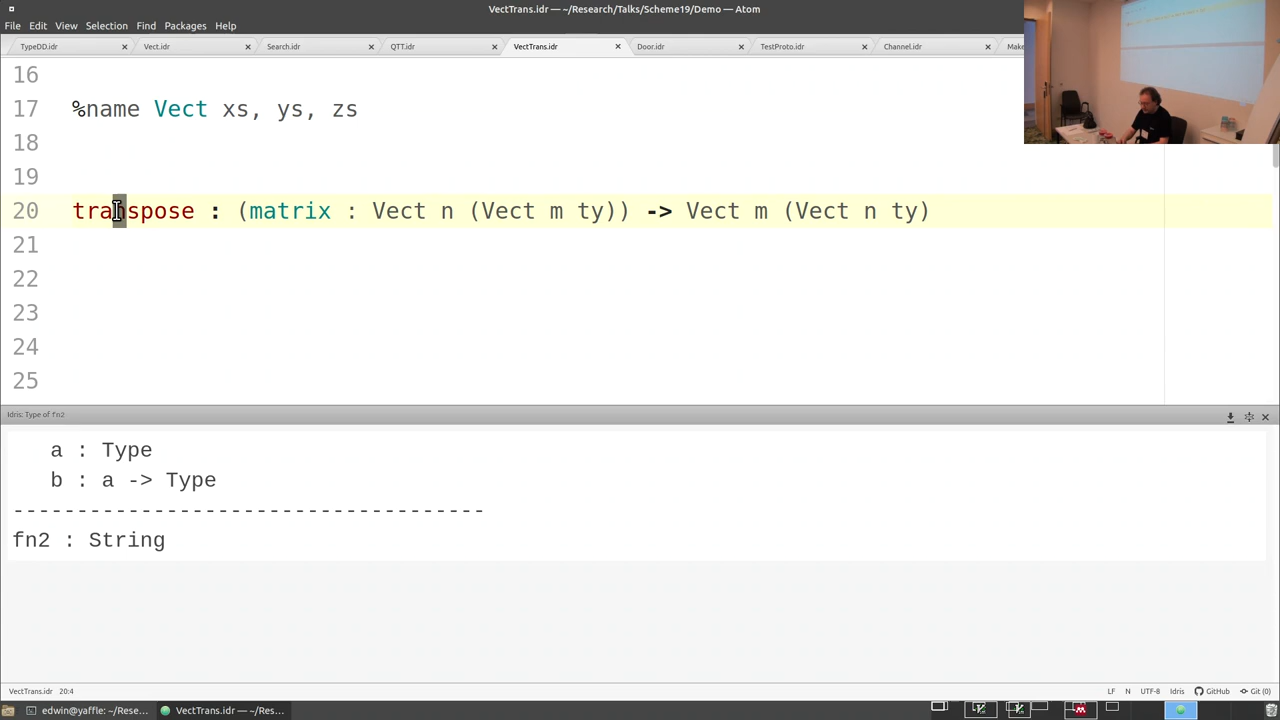 VectTrans.idr — ~/Research/Talks/Scheme19/Demo — Atom
File Edit View Selection Find Packages Help
TypeDD.idr Vect.idr Search.idr QTT.idr VectTrans.idr Door.idr TestProto.idr Channel.idr Make
16
17 %name Vect xs, ys, zs
18
19
20 transpose : (matrix : Vect n (Vect m ty)) -> Vect m (Vect n ty)
21
22
23
24
25
Idris: Type of fn2
a : Type
b : a -> Type
-------------------------------------
fn2 : String
VectTrans.idr 20:4 LF N UTF-8 Idris GitHub Git (0)
edwin@yaffle: ~/Rese... VectTrans.idr — ~/Res...